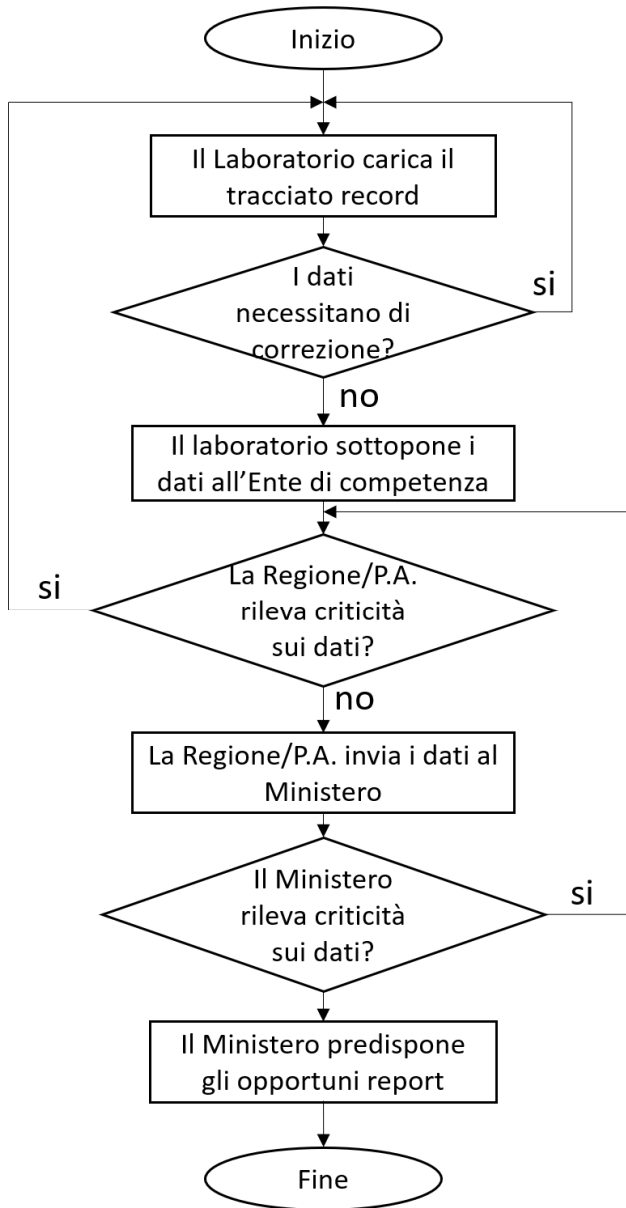 Inizio
Il Laboratorio carica il
tracciato record
I dati
necessitano di
correzione?
si
no
Il laboratorio sottopone i
dati all'Ente di competenza
La Regione/P.A.
rileva criticità
sui dati?
si
no
La Regione/P.A. invia i dati al
Ministero
Il Ministero
rileva criticità
sui dati?
si
Il Ministero predispone
gli opportuni report
Fine